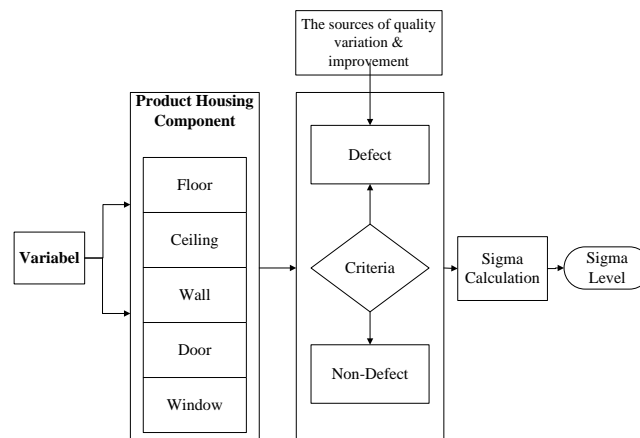 The sources of quality
variation &
improvement
Product Housing
Component
Floor
Ceiling
Wall
Door
Window
Variabel
Defect
Criteria
Non-Defect
Sigma
Calculation
Sigma
Level